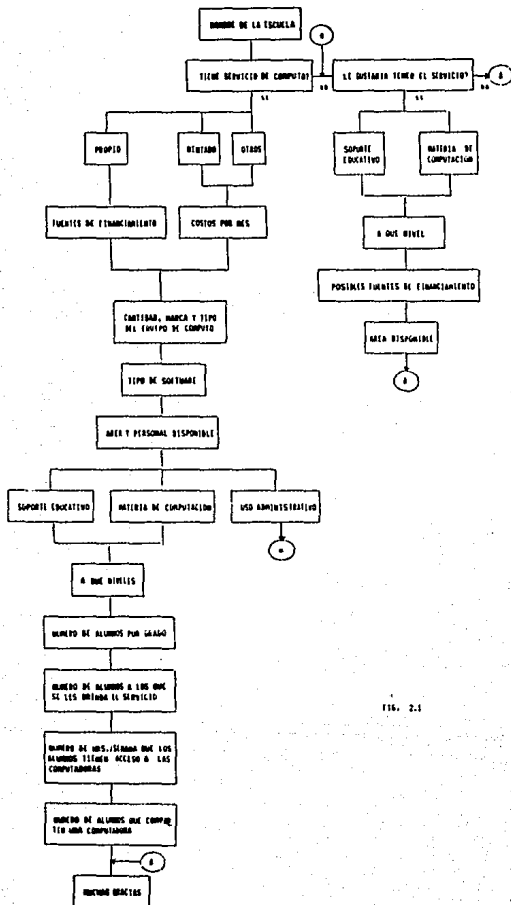 NOMBRE DE LA ESCUELA
TIENE SERVICIO DE COMPUTO?
NO
LE GUSTARIA TENER EL SERVICIO?
NO
SI
SI
PROPIO
RENTADO
OTROS
SOPORTE
EDUCATIVO
MATERIA DE
COMPUTACION
FUENTES DE FINANCIAMIENTO
COSTOS POR MES
A QUE NIVEL
POSIBLES FUENTES DE FINANCIAMIENTO
CANTIDAD, MARCA Y TIPO
DEL EQUIPO DE COMPUTO
AREA DISPONIBLE
TIPO DE SOFTWARE
AREA Y PERSONAL DISPONIBLE
SOPORTE EDUCATIVO
MATERIA DE COMPUTACION
USO ADMINISTRATIVO
A QUE NIVELES
NUMERO DE ALUMNOS POR GRADO
NUMERO DE ALUMNOS A LOS QUE
SE LES BRINDA EL SERVICIO
FIG. 2.1
NUMERO DE HRS./SEMANA QUE LOS
ALUMNOS TIENEN ACCESO A LAS
COMPUTADORAS
NUMERO DE ALUMNOS QUE COMPAR
TEN UNA COMPUTADORA
MUCHAS GRACIAS